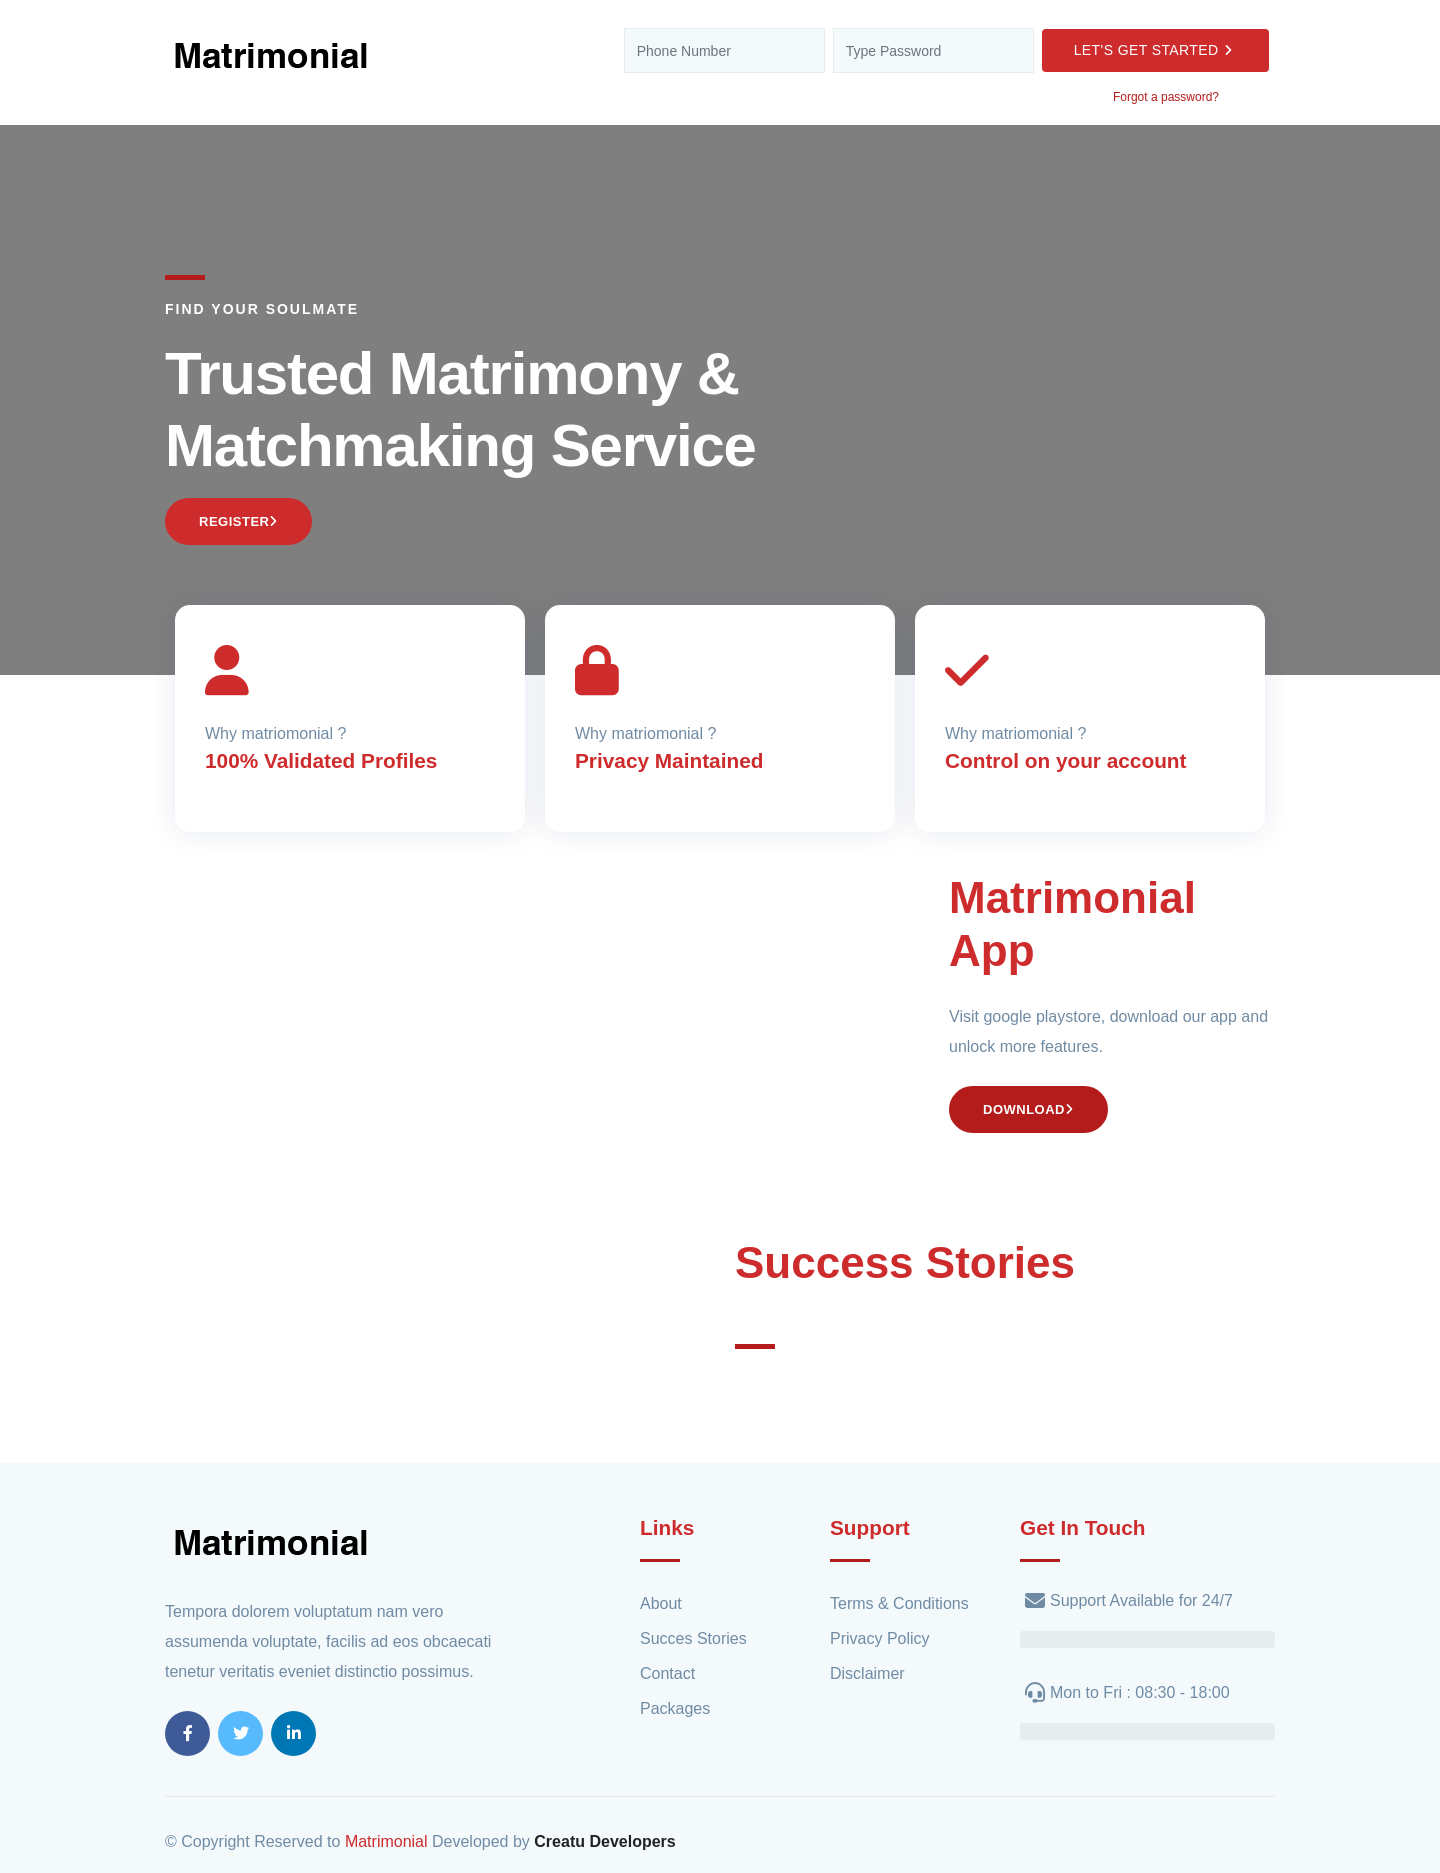 Matrimonial
Phone Number
Type Password
LET'S GET STARTED
Forgot a password?
FIND YOUR SOULMATE
Trusted Matrimony &
Matchmaking Service
REGISTER
Why matriomonial ?
100% Validated Profiles
Why matriomonial ?
Privacy Maintained
Why matriomonial ?
Control on your account
Matrimonial
App
Visit google playstore, download our app and
unlock more features.
DOWNLOAD
Success Stories
Matrimonial
Tempora dolorem voluptatum nam vero
assumenda voluptate, facilis ad eos obcaecati
tenetur veritatis eveniet distinctio possimus.
Links
About
Succes Stories
Contact
Packages
Support
Terms & Conditions
Privacy Policy
Disclaimer
Get In Touch
Support Available for 24/7
Mon to Fri : 08:30 - 18:00
© Copyright Reserved to Matrimonial Developed by Creatu Developers